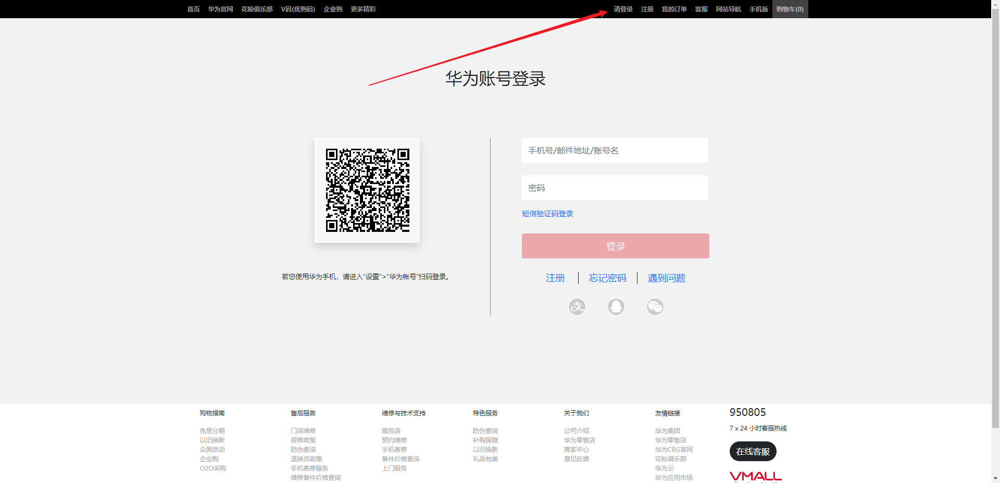 首页 华为官网 花粉俱乐部 V码(优购码) 企业购 更多精彩 请登录 注册 我的订单 客服 网站导航 手机版 购物车(0)
华为账号登录
手机号/邮件地址/账号名
密码
短信验证码登录
登录
若您使用华为手机，请进入“设置”>“华为帐号”扫码登录。
注册 忘记密码 遇到问题
支
购物指南
免息分期
以旧换新
众测活动
企业购
O2O采购
售后服务
门店维修
保修政策
防伪查询
退换货政策
手机寄修服务
维修备件价格查询
维修与技术支持
服务店
预约维修
手机寄修
备件价格查询
上门服务
特色服务
防伪查询
补购保障
以旧换新
礼品包装
关于我们
公司介绍
华为零售店
商家中心
意见反馈
友情链接
华为集团
华为零售店
华为CBG官网
花粉俱乐部
华为云
华为应用市场
950805
7 x 24 小时客服热线
在线客服
VMALL